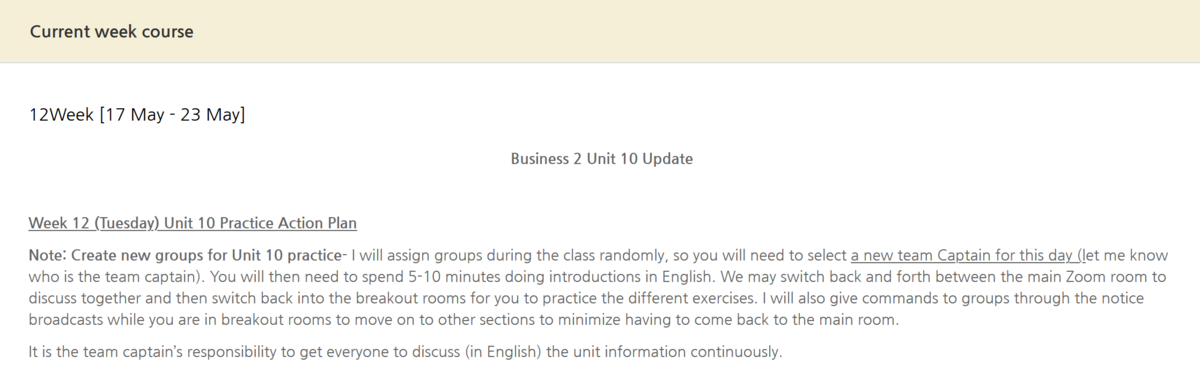 Current week course
12Week [17 May - 23 May]
Business 2 Unit 10 Update
Week 12 (Tuesday) Unit 10 Practice Action Plan
Note: Create new groups for Unit 10 practice- I will assign groups during the class randomly, so you will need to select a new team Captain for this day (let me know
who is the team captain). You will then need to spend 5-10 minutes doing introductions in English. We may switch back and forth between the main Zoom room to
discuss together and then switch back into the breakout rooms for you to practice the different exercises. I will also give commands to groups through the notice
broadcasts while you are in breakout rooms to move on to other sections to minimize having to come back to the main room.
It is the team captain's responsibility to get everyone to discuss (in English) the unit information continuously.